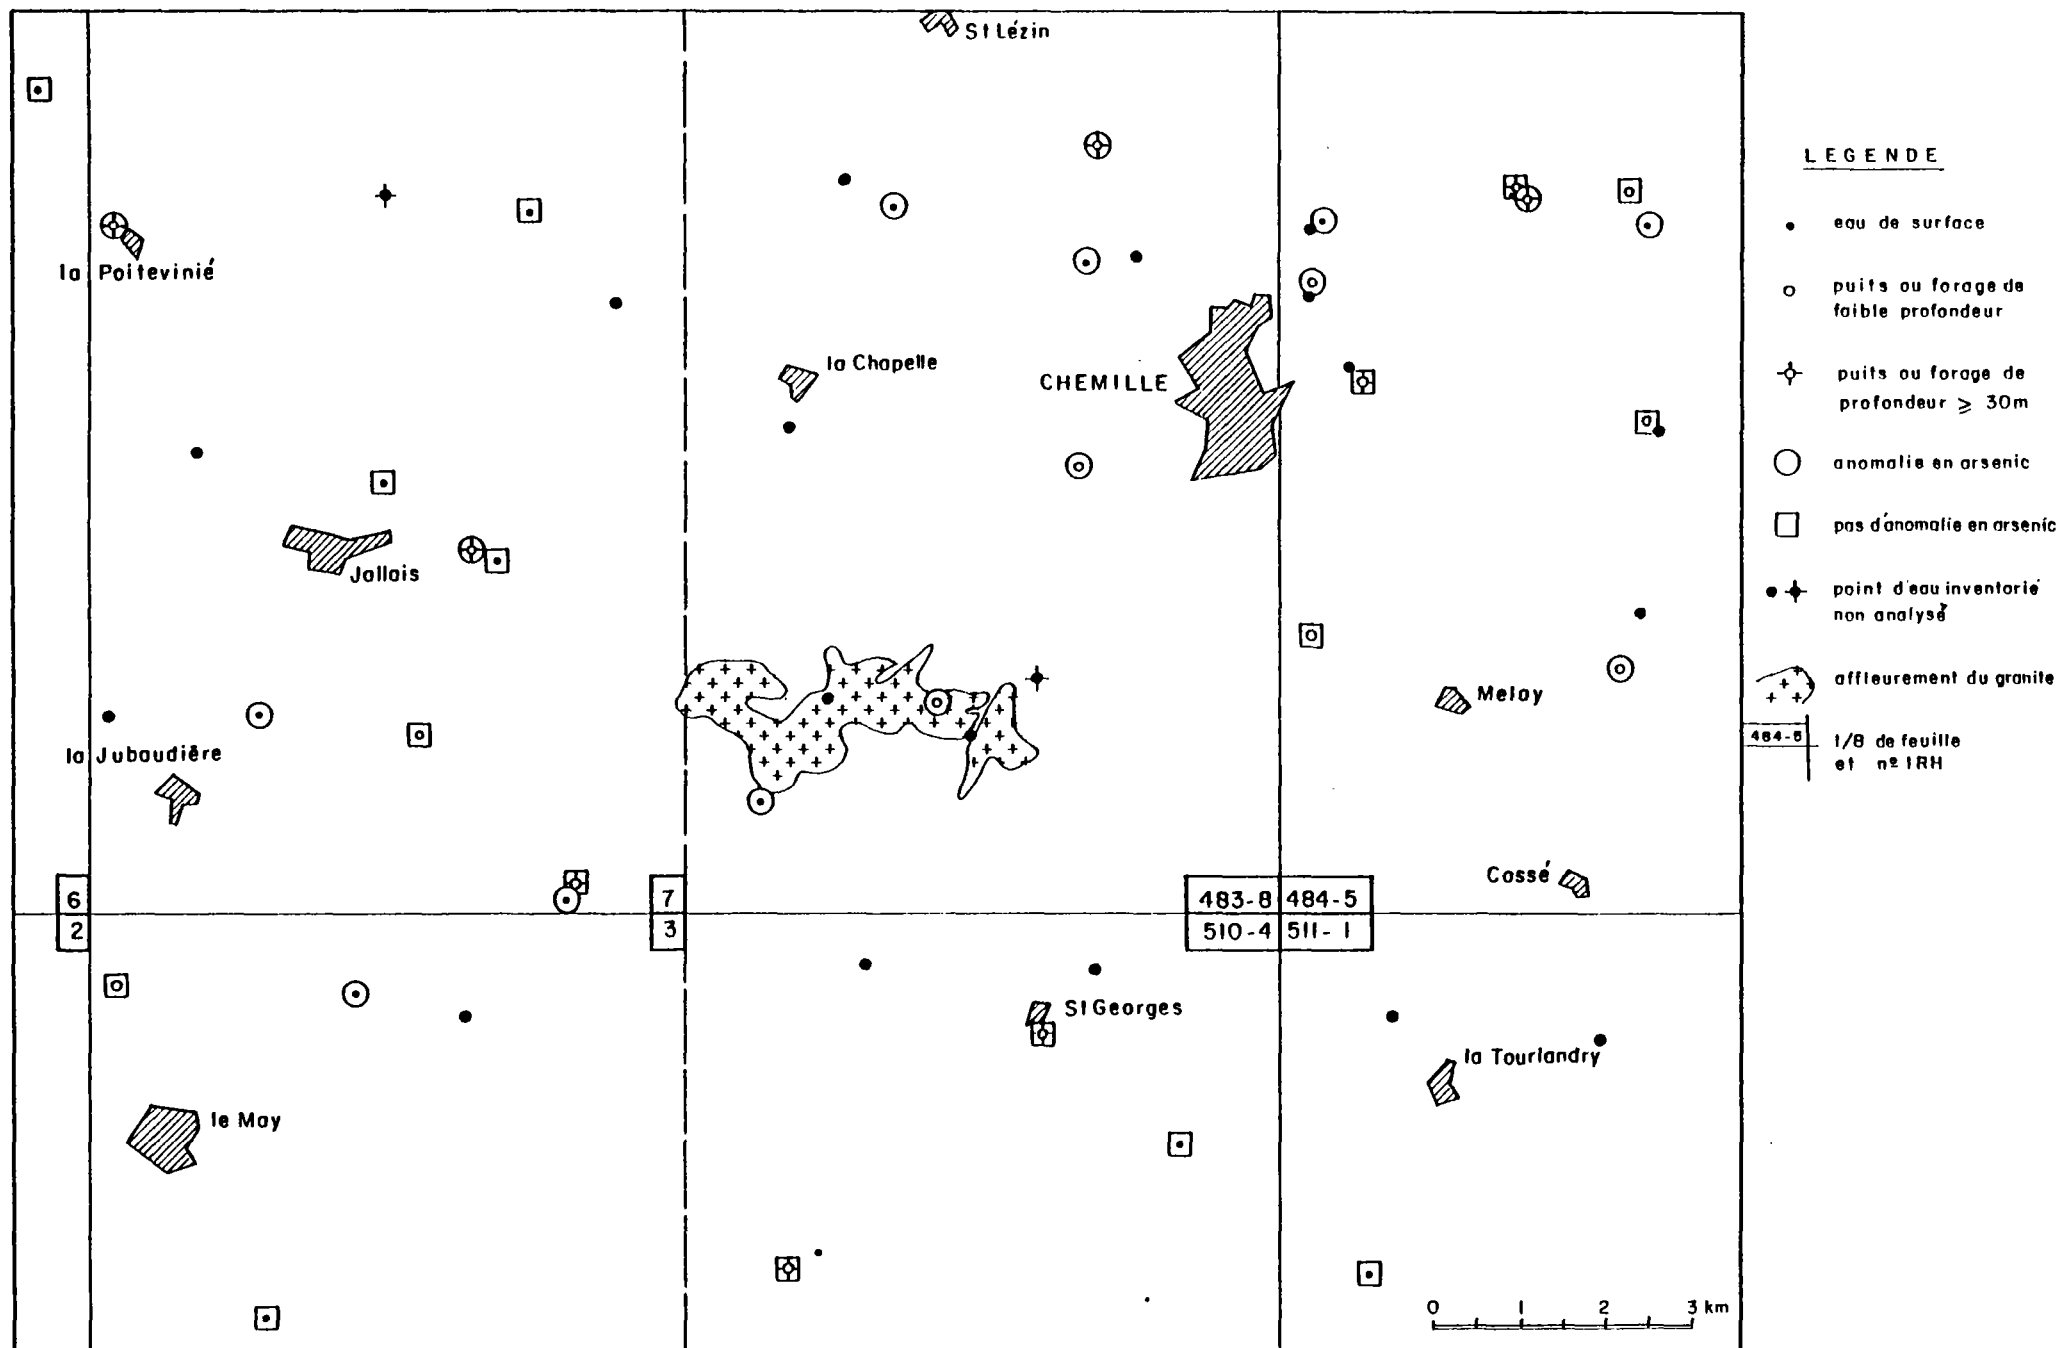 St Lézin
la Poitevinié
la Chapelle
CHEMILLE
Jallais
la Jubaudière
Melay
Cossé
6
7
483-8
484-5
2
3
510-4
511-1
St Georges
la Tourlandry
le May
0 1 2 3 km
LEGENDE
eau de surface
puits ou forage de
faible profondeur
puits ou forage de
profondeur ⩾ 30m
anomalie en arsenic
pas d'anomalie en arsenic
point d'eau inventorié
non analysé
affleurement du granite
484-5
1/8 de feuille
et nº IRH